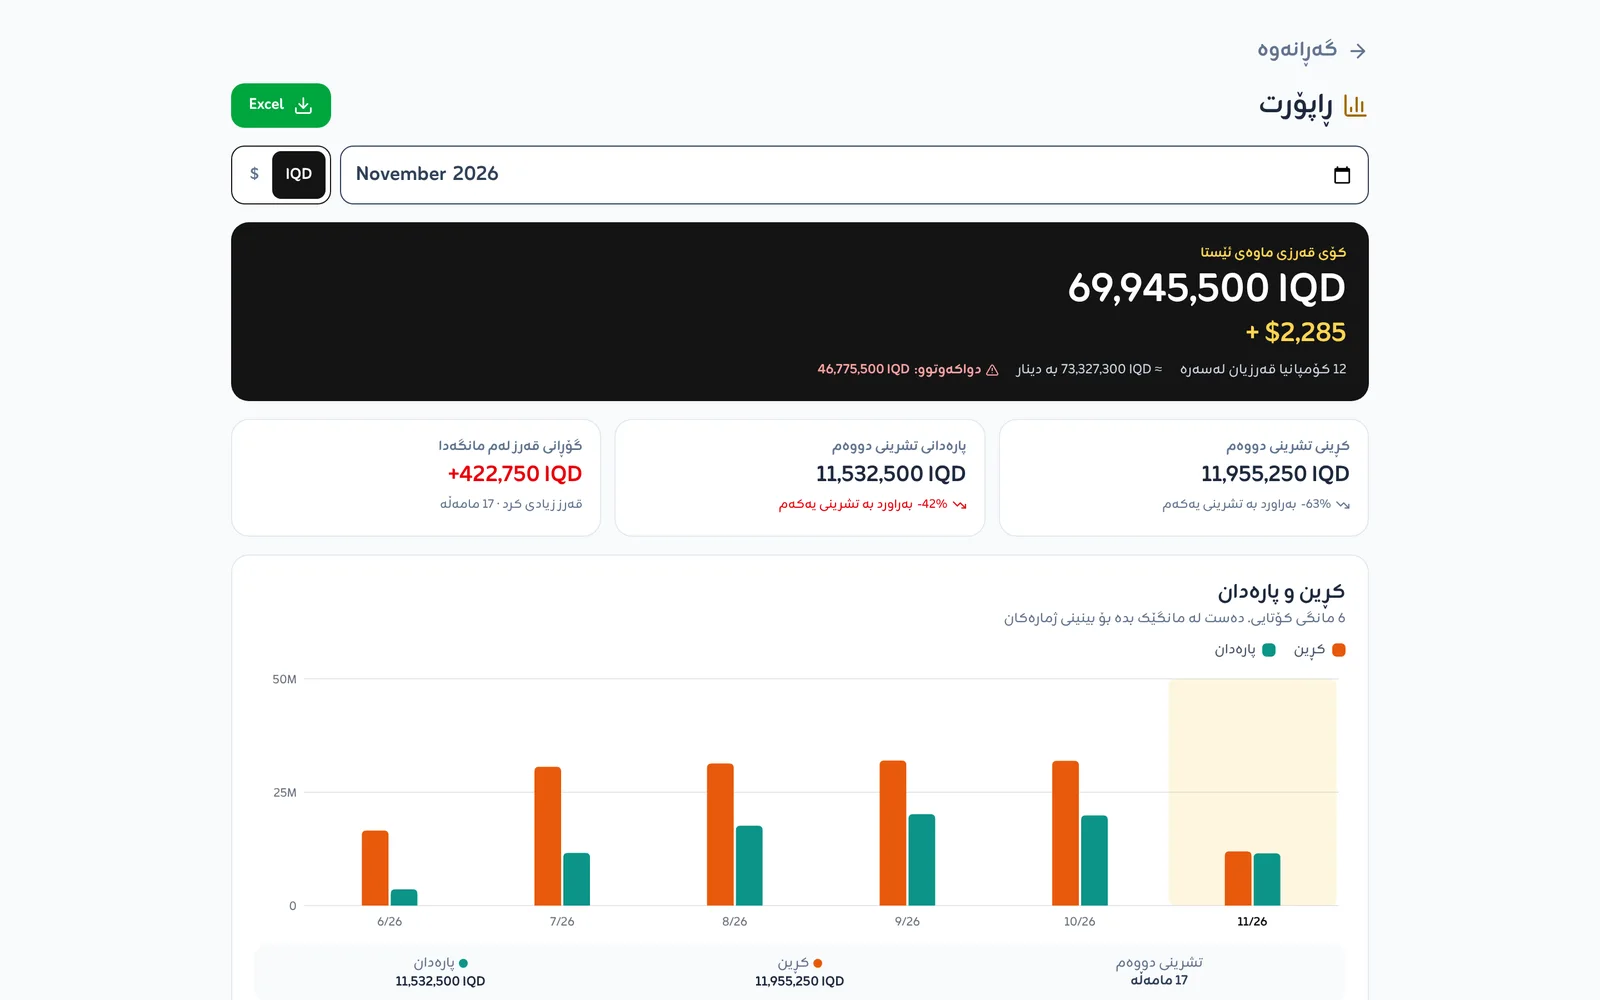 گەڕانەوە
ڕاپۆرت
Excel
November 2026
IQD
$
کۆی قەرزی ماوەی ئێستا
69,945,500 IQD
+ $2,285
12 کۆمپانیا قەرزیان لەسەرە
≈ 73,327,300 IQD بە دینار
دواکەوتوو: 46,775,500 IQD
کڕینی تشرینی دووەم
11,955,250 IQD
-63% بەراورد بە تشرینی یەکەم
پارەدانی تشرینی دووەم
11,532,500 IQD
-42% بەراورد بە تشرینی یەکەم
گۆڕانی قەرز لەم مانگەدا
+422,750 IQD
قەرز زیادی کرد · 17 مامەڵە
کڕین و پارەدان
6 مانگی کۆتایی. دەست لە مانگێک بدە بۆ بینینی ژمارەکان
کڕین
پارەدان
50M
25M
0
6/26
7/26
8/26
9/26
10/26
11/26
تشرینی دووەم
17 مامەڵە
کڕین
11,955,250 IQD
پارەدان
11,532,500 IQD